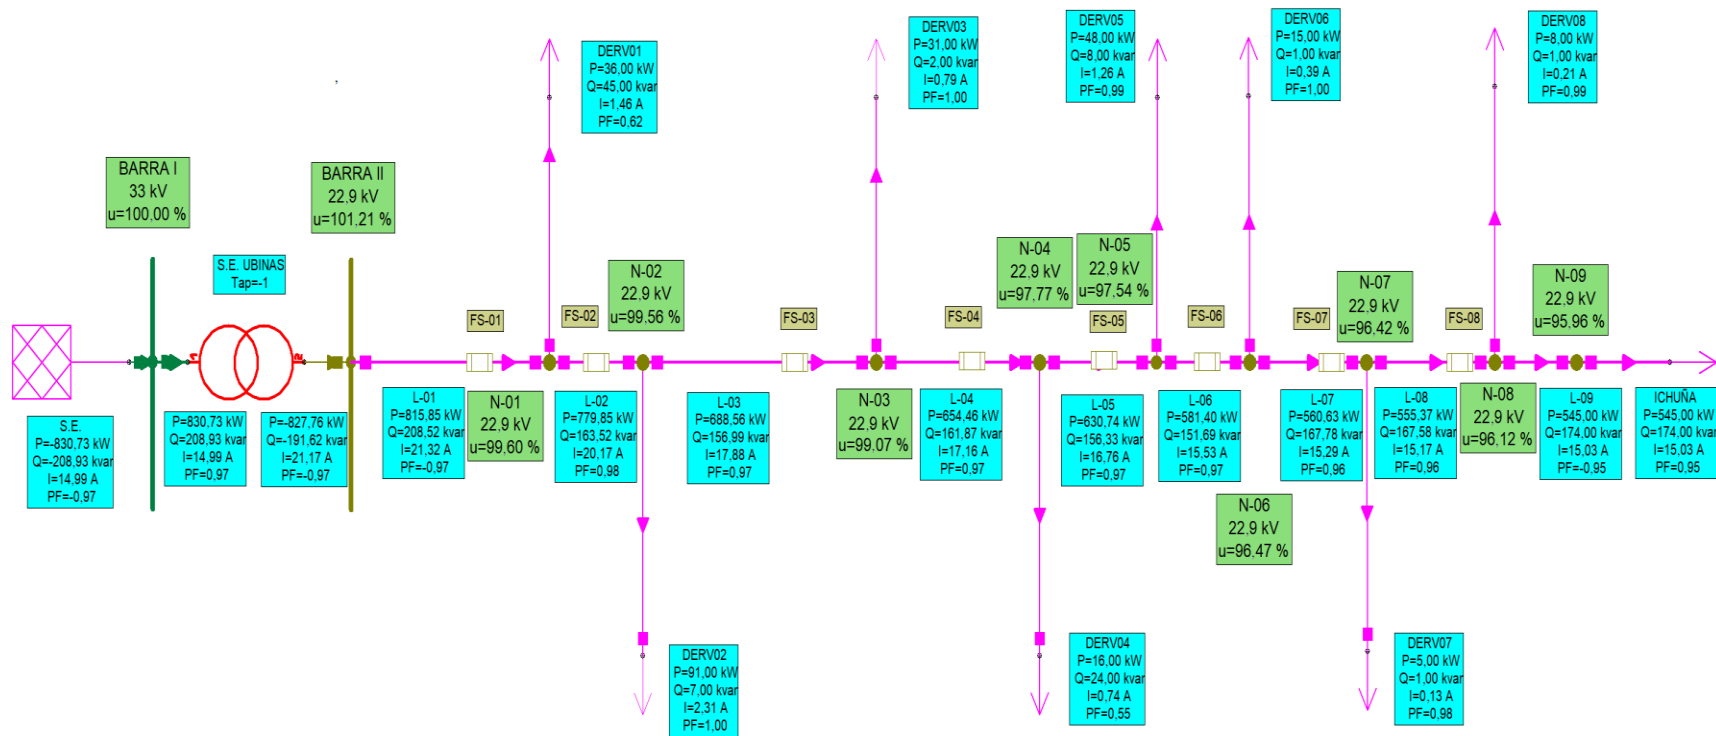 DERV01
P=36,00 kW
Q=45,00 kvar
I=1,46 A
PF=0,62
DERV03
P=31,00 kW
Q=2,00 kvar
I=0,79 A
PF=1,00
DERV05
P=48,00 kW
Q=8,00 kvar
I=1,26 A
PF=0,99
DERV06
P=15,00 kW
Q=1,00 kvar
I=0,39 A
PF=1,00
DERV08
P=8,00 kW
Q=1,00 kvar
I=0,21 A
PF=0,99
BARRA I
33 kV
u=100,00 %
BARRA II
22,9 kV
u=101,21 %
S.E. UBINAS
Tap=-1
N-02
22,9 kV
u=99,56 %
N-04
22,9 kV
u=97,77 %
N-05
22,9 kV
u=97,54 %
N-07
22,9 kV
u=96,42 %
N-09
22,9 kV
u=95,96 %
FS-01
FS-02
FS-03
FS-04
FS-05
FS-06
FS-07
FS-08
1
2
S.E.
P=-830,73 kW
Q=-208,93 kvar
I=14,99 A
PF=-0,97
P=830,73 kW
Q=208,93 kvar
I=14,99 A
PF=0,97
P=-827,76 kW
Q=-191,62 kvar
I=21,17 A
PF=-0,97
L-01
P=815,85 kW
Q=208,52 kvar
I=21,32 A
PF=-0,97
N-01
22,9 kV
u=99,60 %
L-02
P=779,85 kW
Q=163,52 kvar
I=20,17 A
PF=0,98
L-03
P=688,56 kW
Q=156,99 kvar
I=17,88 A
PF=0,97
N-03
22,9 kV
u=99,07 %
L-04
P=654,46 kW
Q=161,87 kvar
I=17,16 A
PF=0,97
L-05
P=630,74 kW
Q=156,33 kvar
I=16,76 A
PF=0,97
L-06
P=581,40 kW
Q=151,69 kvar
I=15,53 A
PF=0,97
L-07
P=560,63 kW
Q=167,78 kvar
I=15,29 A
PF=0,96
L-08
P=555,37 kW
Q=167,58 kvar
I=15,17 A
PF=0,96
N-08
22,9 kV
u=96,12 %
L-09
P=545,00 kW
Q=174,00 kvar
I=15,03 A
PF=-0,95
ICHUÑA
P=545,00 kW
Q=174,00 kvar
I=15,03 A
PF=0,95
N-06
22,9 kV
u=96,47 %
DERV02
P=91,00 kW
Q=7,00 kvar
I=2,31 A
PF=1,00
DERV04
P=16,00 kW
Q=24,00 kvar
I=0,74 A
PF=0,55
DERV07
P=5,00 kW
Q=1,00 kvar
I=0,13 A
PF=0,98